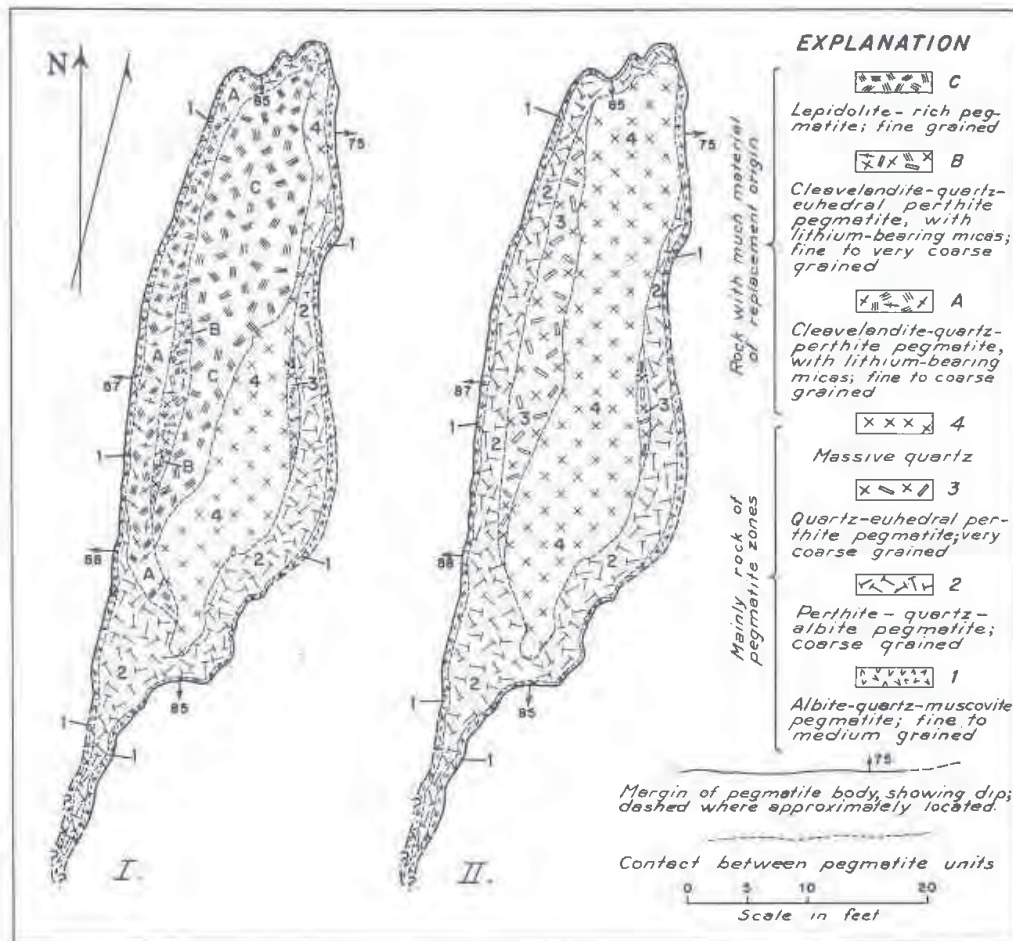 EXPLANATION
C
Lepidolite-rich peg-
matite; fine grained
B
Cleavelandite-quartz-
euhedral perthite
pegmatite, with
lithium-bearing micas;
fine to very coarse
grained
A
Cleavelandite-quartz-
perthite pegmatite,
with lithium-bearing
micas; fine to coarse
grained
4
Massive quartz
3
Quartz-euhedral per-
thite pegmatite; very
coarse grained
2
Perthite-quartz-
albite pegmatite;
coarse grained
1
Albite-quartz-muscovite
pegmatite; fine to
medium grained
Rock with much material
of replacement origin
Mainly rock of
pegmatite zones
75
Margin of pegmatite body, showing dip;
dashed where approximately located.
Contact between pegmatite units
0 10 20
Scale in feet
N
1
A
85
4
75
C
1
2
B
A
C
87
4
3
1
B
4
88
2
1
A
2
85
1
1
I.
1
85
4
75
2
3
1
2
87
4
3
1
3
2
4
88
2
1
2
85
1
1
II.